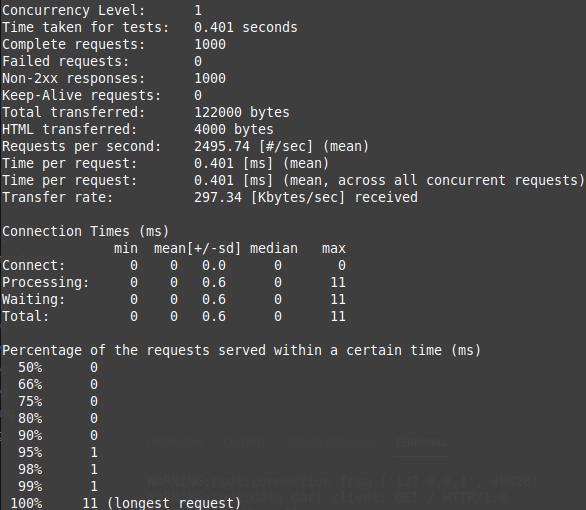 Concurrency Level:      1
Time taken for tests:   0.401 seconds
Complete requests:      1000
Failed requests:        0
Non-2xx responses:      1000
Keep-Alive requests:    0
Total transferred:      122000 bytes
HTML transferred:       4000 bytes
Requests per second:    2495.74 [#/sec] (mean)
Time per request:       0.401 [ms] (mean)
Time per request:       0.401 [ms] (mean, across all concurrent requests)
Transfer rate:          297.34 [Kbytes/sec] received

Connection Times (ms)
              min  mean[+/-sd] median   max
Connect:        0    0   0.0      0       0
Processing:     0    0   0.6      0      11
Waiting:        0    0   0.6      0      11
Total:          0    0   0.6      0      11

Percentage of the requests served within a certain time (ms)
  50%      0
  66%      0
  75%      0
  80%      0
  90%      0
  95%      1
  98%      1
  99%      1
 100%     11 (longest request)